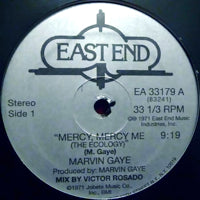 EAST END
EA 33179 A
(83241)
Stereo
Side 1
33 1/3 RPM
℗© 1971 East End Music
Industries, Inc.
"MERCY, MERCY ME 9:19
(THE ECOLOGY)"
(M. Gaye)
MARVIN GAYE
Produced by: MARVIN GAYE
MIX BY VICTOR ROSADO
©1971 Jobete Music Co.
Inc., BMI